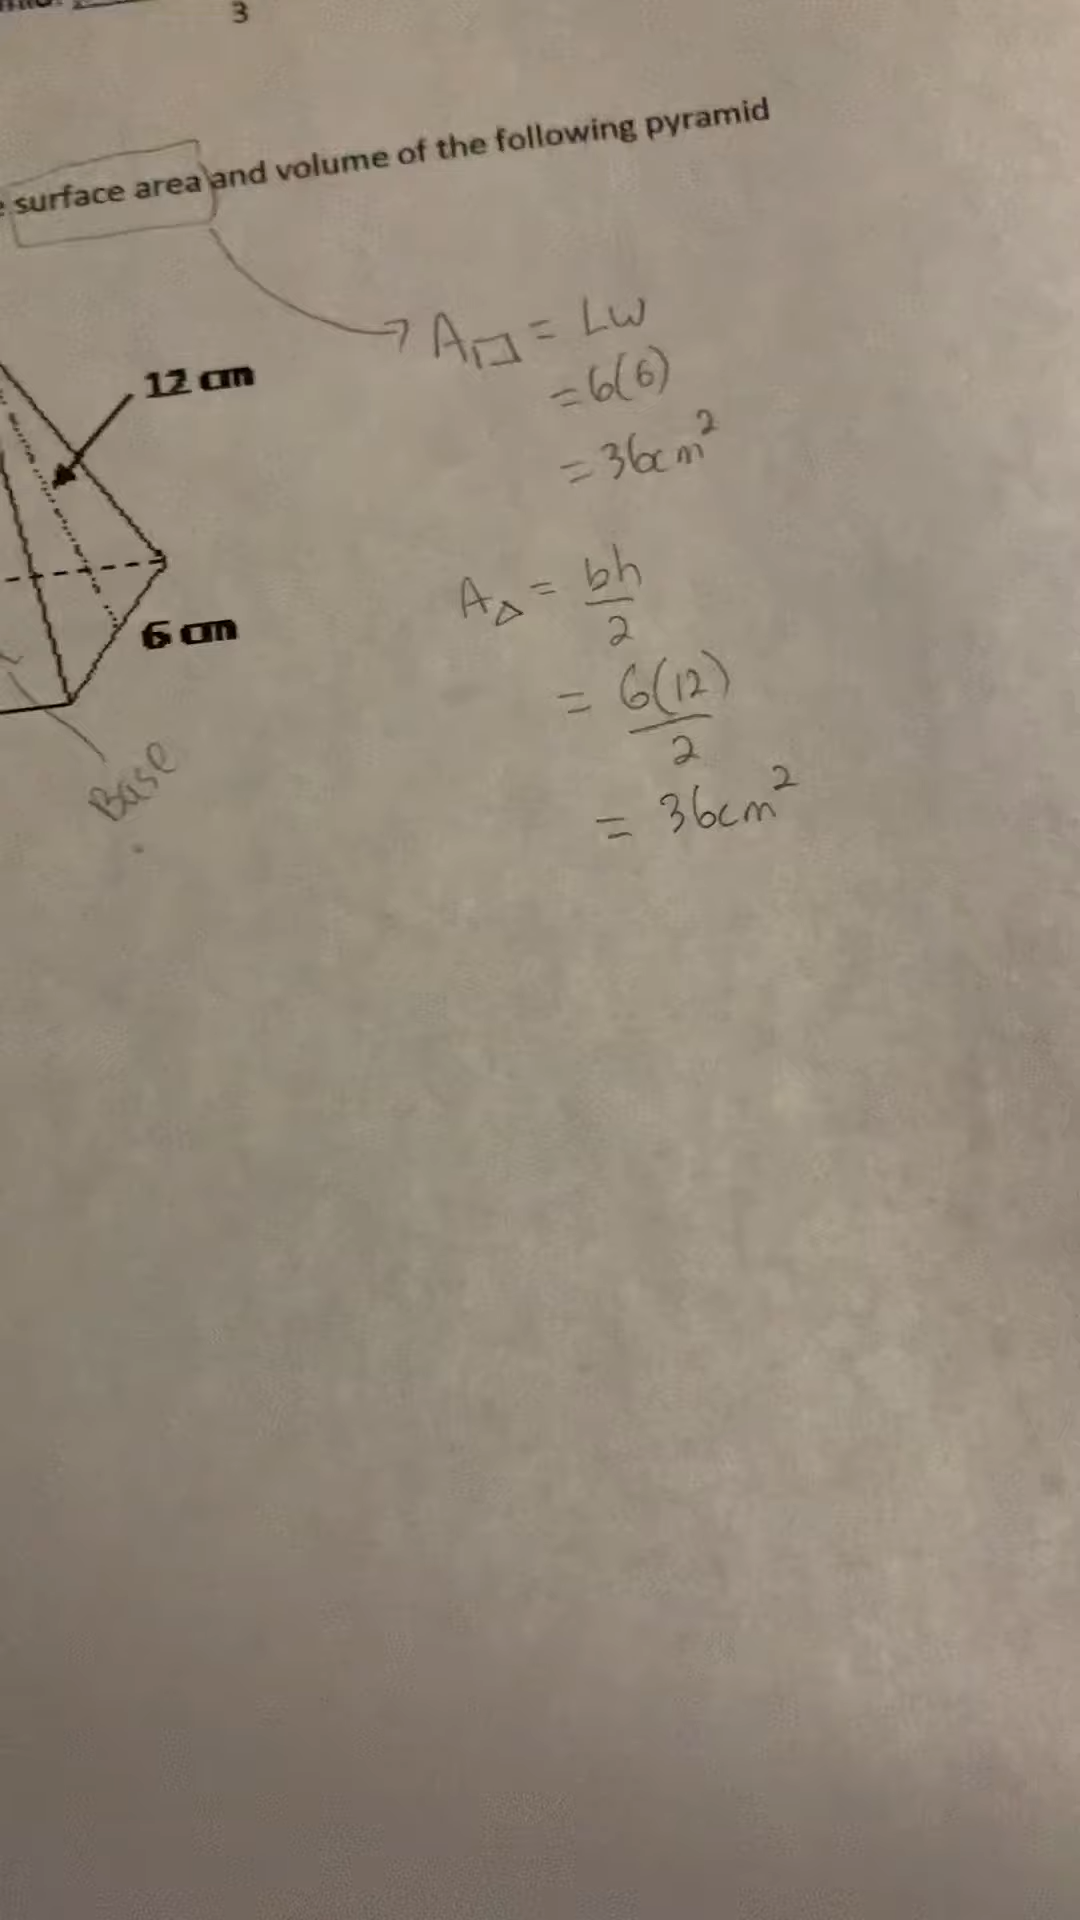 3
surface area and volume of the following pyramid
A□ = LW
12 cm
= 6(6)
= 36cm²
A△ = bh
2
6 cm
= 6(12)
2
Base
= 36cm²